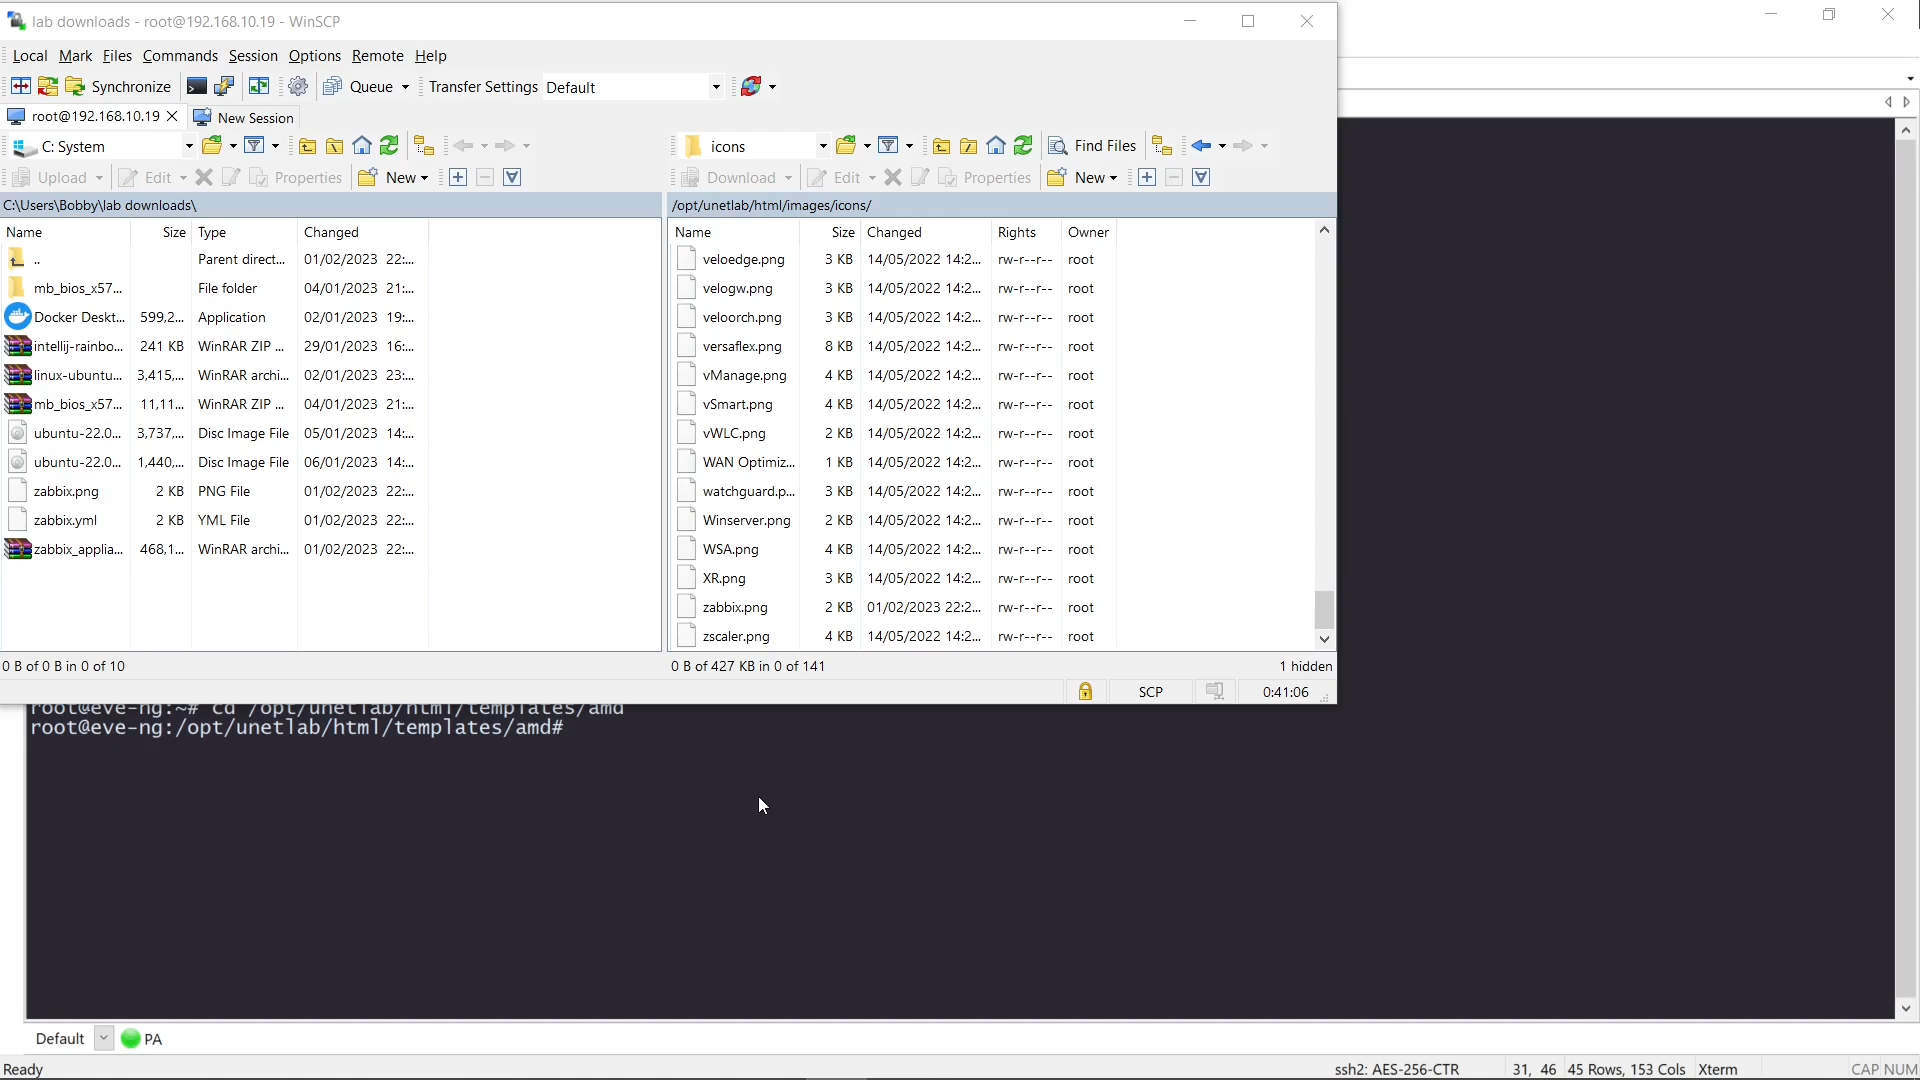 lab downloads - root@192.168.10.19 - WinSCP
Local Mark Files Commands Session Options Remote Help
Synchronize Queue Transfer Settings Default
root@192.168.10.19 New Session
C: System icons Find Files
Upload Edit Properties New Download Edit Properties New
C:\Users\Bobby\lab downloads\ /opt/unetlab/html/images/icons/
Name Size Type Changed Name Size Changed Rights Owner
.. Parent direct... 01/02/2023 22:... veloedge.png 3 KB 14/05/2022 14:2... rw-r--r-- root
mb_bios_x57... File folder 04/01/2023 21:... velogw.png 3 KB 14/05/2022 14:2... rw-r--r-- root
Docker Deskt... 599,2... Application 02/01/2023 19:... veloorch.png 3 KB 14/05/2022 14:2... rw-r--r-- root
intellij-rainbo... 241 KB WinRAR ZIP ... 29/01/2023 16:... versaflex.png 8 KB 14/05/2022 14:2... rw-r--r-- root
linux-ubuntu... 3,415,... WinRAR archi... 02/01/2023 23:... vManage.png 4 KB 14/05/2022 14:2... rw-r--r-- root
mb_bios_x57... 11,11... WinRAR ZIP ... 04/01/2023 21:... vSmart.png 4 KB 14/05/2022 14:2... rw-r--r-- root
ubuntu-22.0... 3,737,... Disc Image File 05/01/2023 14:... vWLC.png 2 KB 14/05/2022 14:2... rw-r--r-- root
ubuntu-22.0... 1,440,... Disc Image File 06/01/2023 14:... WAN Optimiz... 1 KB 14/05/2022 14:2... rw-r--r-- root
zabbix.png 2 KB PNG File 01/02/2023 22:... watchguard.p... 3 KB 14/05/2022 14:2... rw-r--r-- root
zabbix.yml 2 KB YML File 01/02/2023 22:... Winserver.png 2 KB 14/05/2022 14:2... rw-r--r-- root
zabbix_applia... 468,1... WinRAR archi... 01/02/2023 22:... WSA.png 4 KB 14/05/2022 14:2... rw-r--r-- root
XR.png 3 KB 14/05/2022 14:2... rw-r--r-- root
zabbix.png 2 KB 01/02/2023 22:2... rw-r--r-- root
zscaler.png 4 KB 14/05/2022 14:2... rw-r--r-- root
0 B of 0 B in 0 of 10 0 B of 427 KB in 0 of 141 1 hidden
SCP 0:41:06
root@eve-ng:~# cd /opt/unetlab/html/templates/amd
root@eve-ng:/opt/unetlab/html/templates/amd#
Default PA
Ready ssh2: AES-256-CTR 31, 46 45 Rows, 153 Cols Xterm CAP NUM